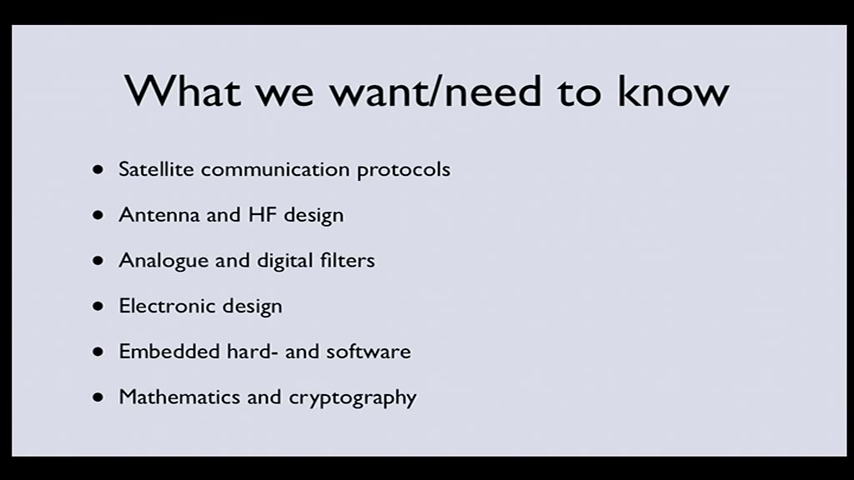 What we want/need to know
• Satellite communication protocols
• Antenna and HF design
• Analogue and digital filters
• Electronic design
• Embedded hard- and software
• Mathematics and cryptography